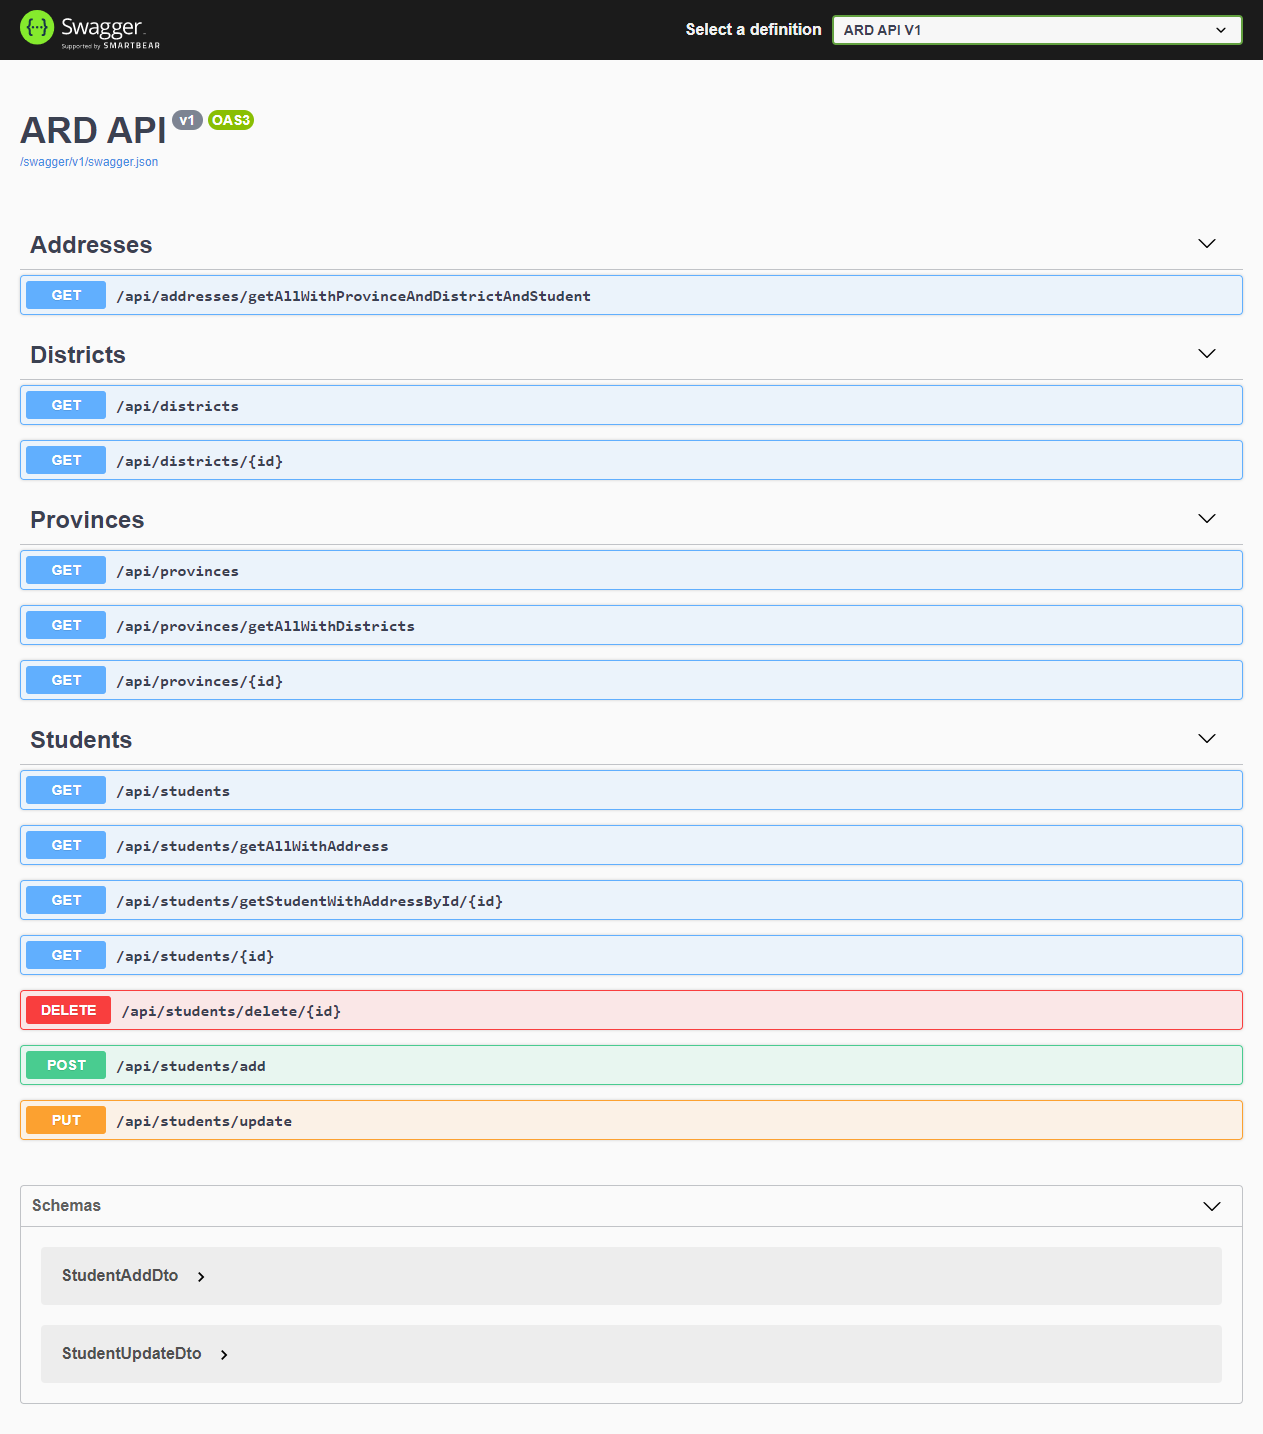 Swagger
Supported by SMARTBEAR
Select a definition
ARD API V1
ARD API v1 OAS3
/swagger/v1/swagger.json
Addresses
GET /api/addresses/getAllWithProvinceAndDistrictAndStudent
Districts
GET /api/districts
GET /api/districts/{id}
Provinces
GET /api/provinces
GET /api/provinces/getAllWithDistricts
GET /api/provinces/{id}
Students
GET /api/students
GET /api/students/getAllWithAddress
GET /api/students/getStudentWithAddressById/{id}
GET /api/students/{id}
DELETE /api/students/delete/{id}
POST /api/students/add
PUT /api/students/update
Schemas
StudentAddDto
StudentUpdateDto